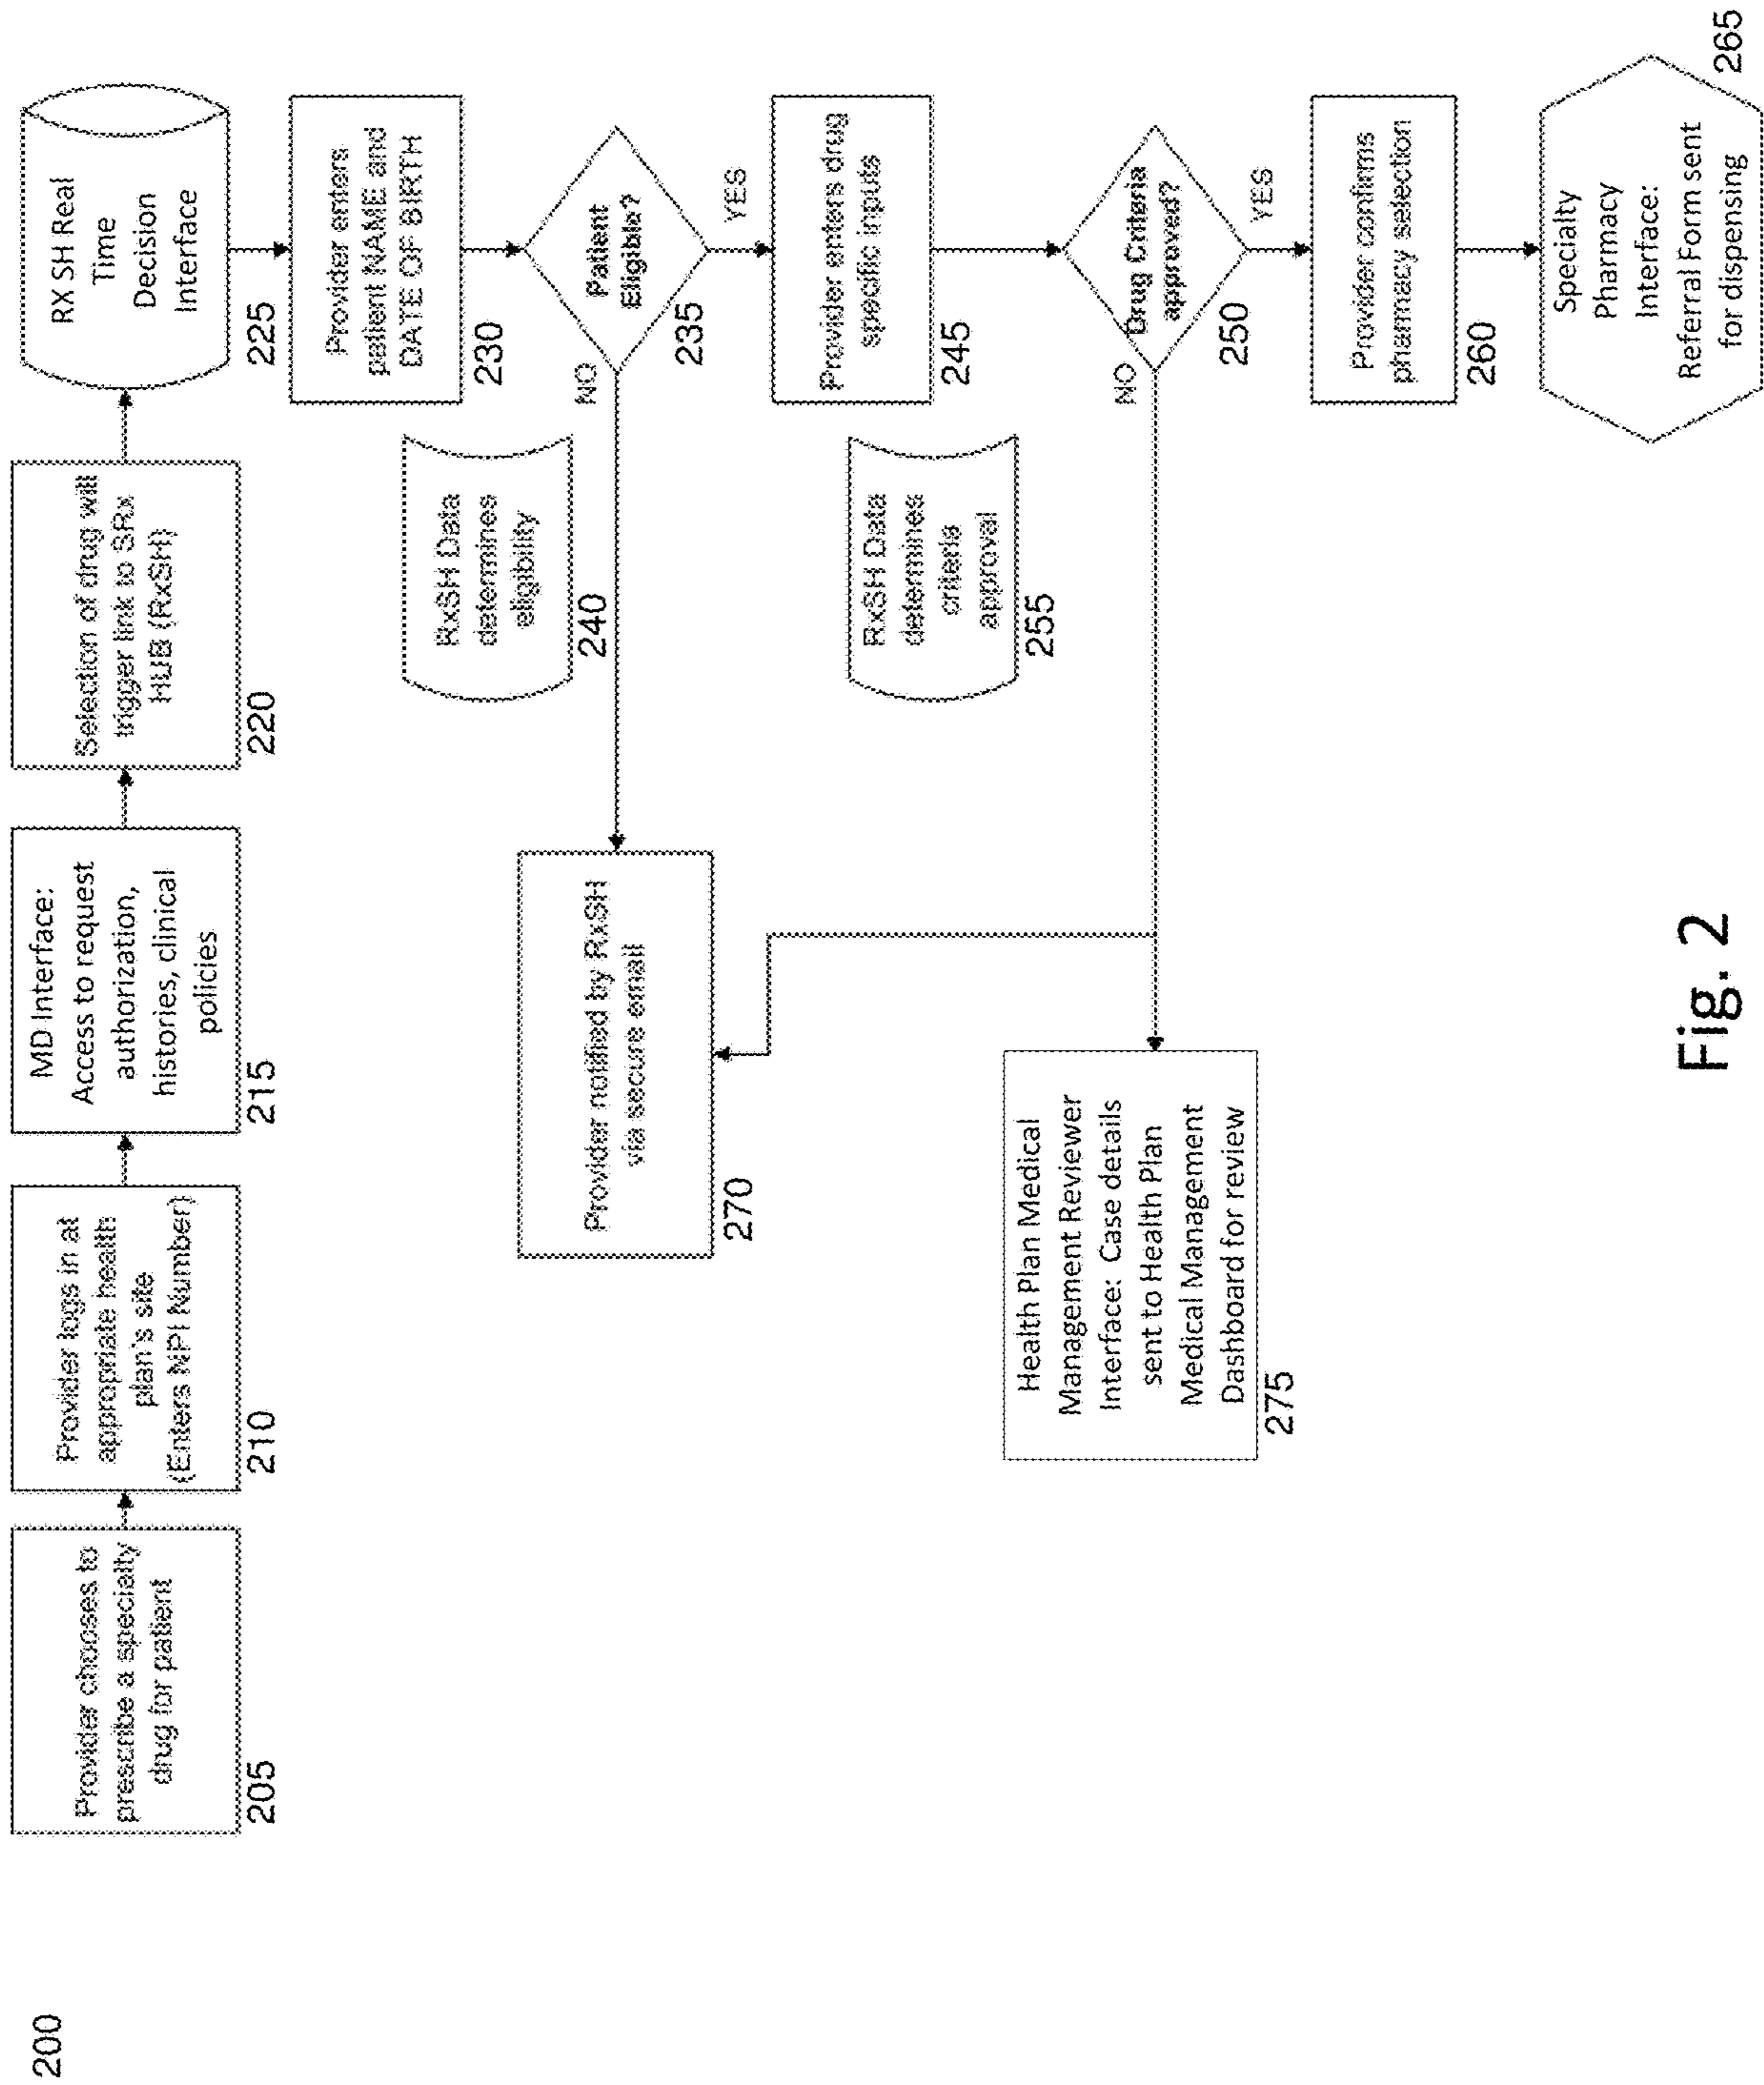 200
Provider chooses to
prescribe a specialty
drug for patient
205
Provider logs in at
appropriate health
plan's site
(Enters NPI Number)
210
MD Interface:
Access to request
authorization,
histories, clinical
policies
215
Selection of drug will
trigger link to SRx
HUB (RxSH)
220
RX SH Real
Time
Decision
Interface
225
Provider enters
patient NAME and
DATE OF BIRTH
230
Patient
Eligible?
235
NO
YES
RxSH Data
determines
eligibility
240
Provider enters drug
specific inputs
245
Drug Criteria
approved?
250
NO
YES
RxSH Data
determines
criteria
approval
255
Provider confirms
pharmacy selection
260
Specialty
Pharmacy
Interface:
Referral Form sent
for dispensing
265
Provider notified by RxSH
via secure email
270
Health Plan Medical
Management Reviewer
Interface: Case details
sent to Health Plan
Medical Management
Dashboard for review
275
Fig. 2